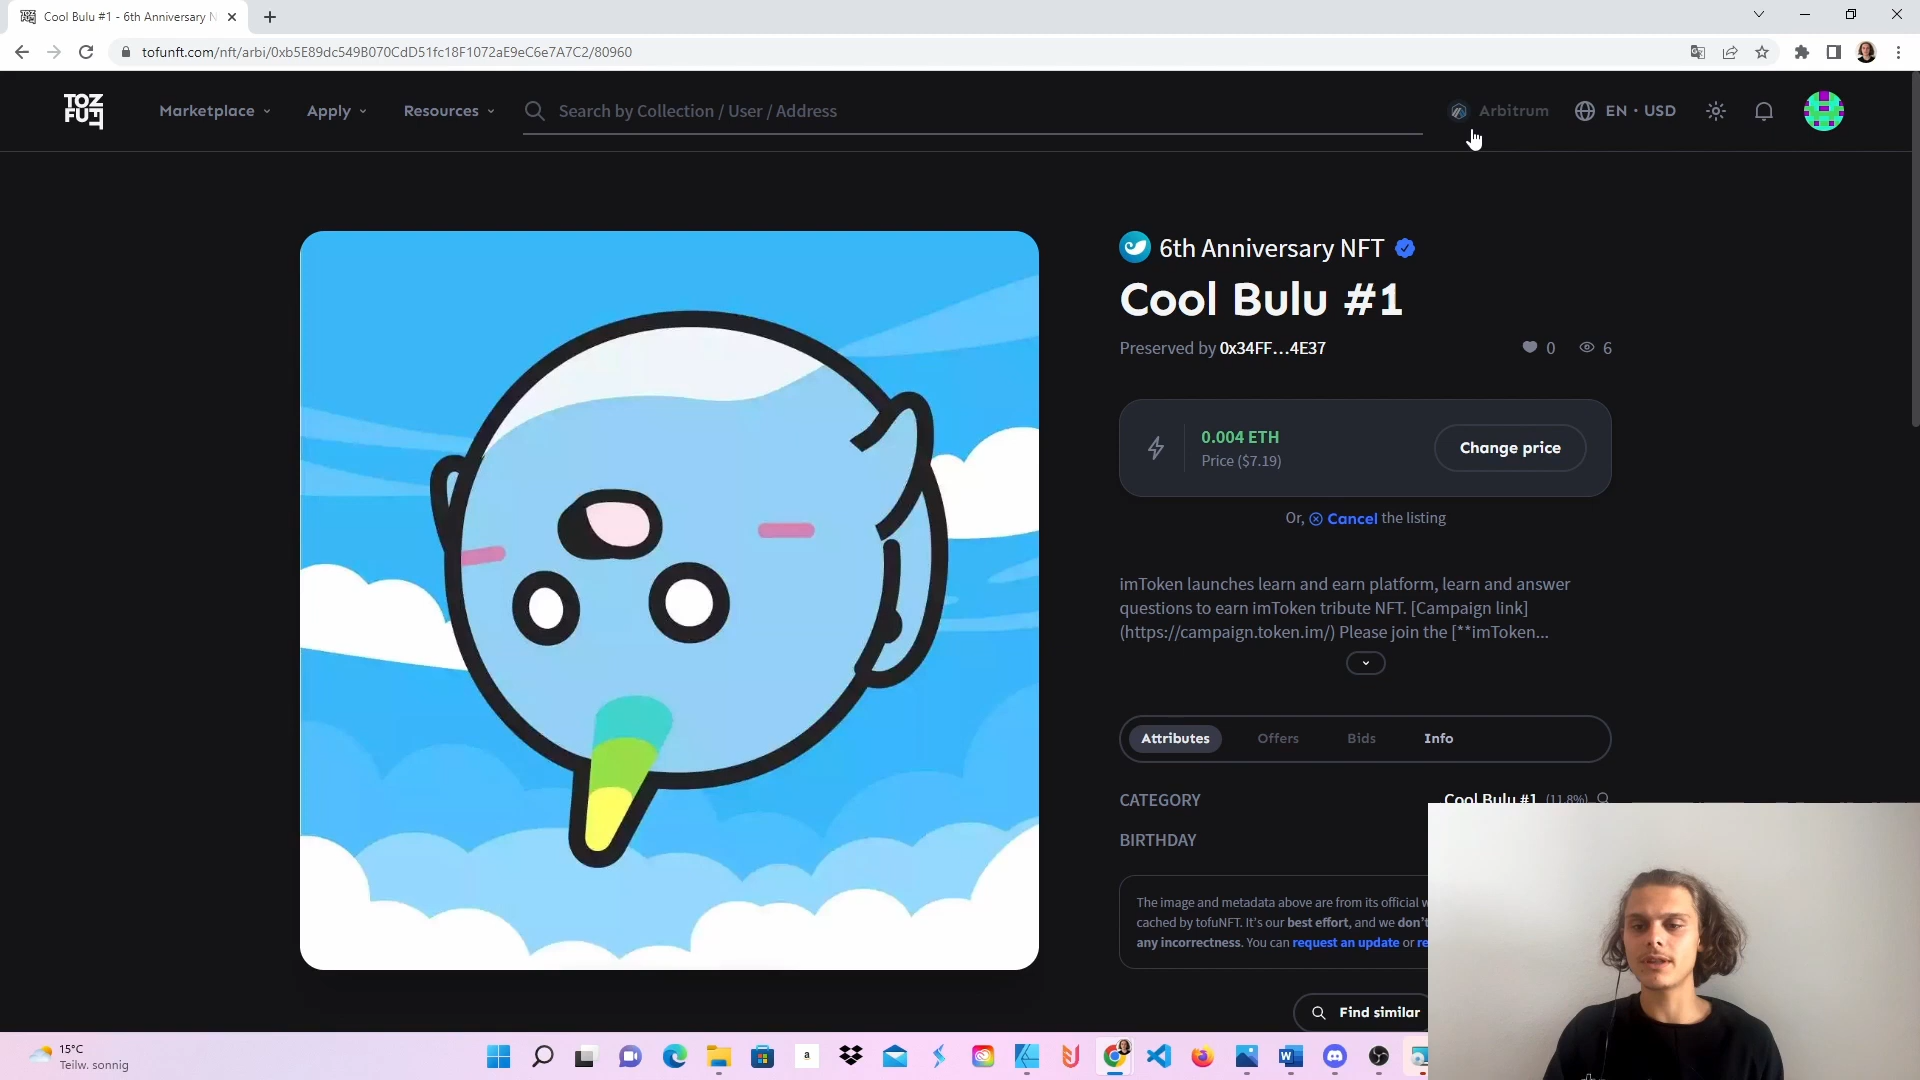 Cool Bulu #1 - 6th Anniversary N
tofunft.com/nft/arbi/0xb5E89dc549B070CdD51fc18F1072aE9eC6e7A7C2/80960
TOZ
FUFT
Marketplace
Apply
Resources
Search by Collection / User / Address
Arbitrum
EN · USD
6th Anniversary NFT
Cool Bulu #1
Preserved by 0x34FF...4E37
0
6
0.004 ETH
Price ($7.19)
Change price
Or, Cancel the listing
imToken launches learn and earn platform, learn and answer
questions to earn imToken tribute NFT. [Campaign link]
(https://campaign.token.im/) Please join the [**imToken...
Attributes
Offers
Bids
Info
CATEGORY
Cool Bulu #1 (11.8%)
BIRTHDAY
The image and metadata above are from its official w
cached by tofuNFT. It's our best effort, and we don't
any incorrectness. You can request an update or re
Find similar
15°C
Teilw. sonnig